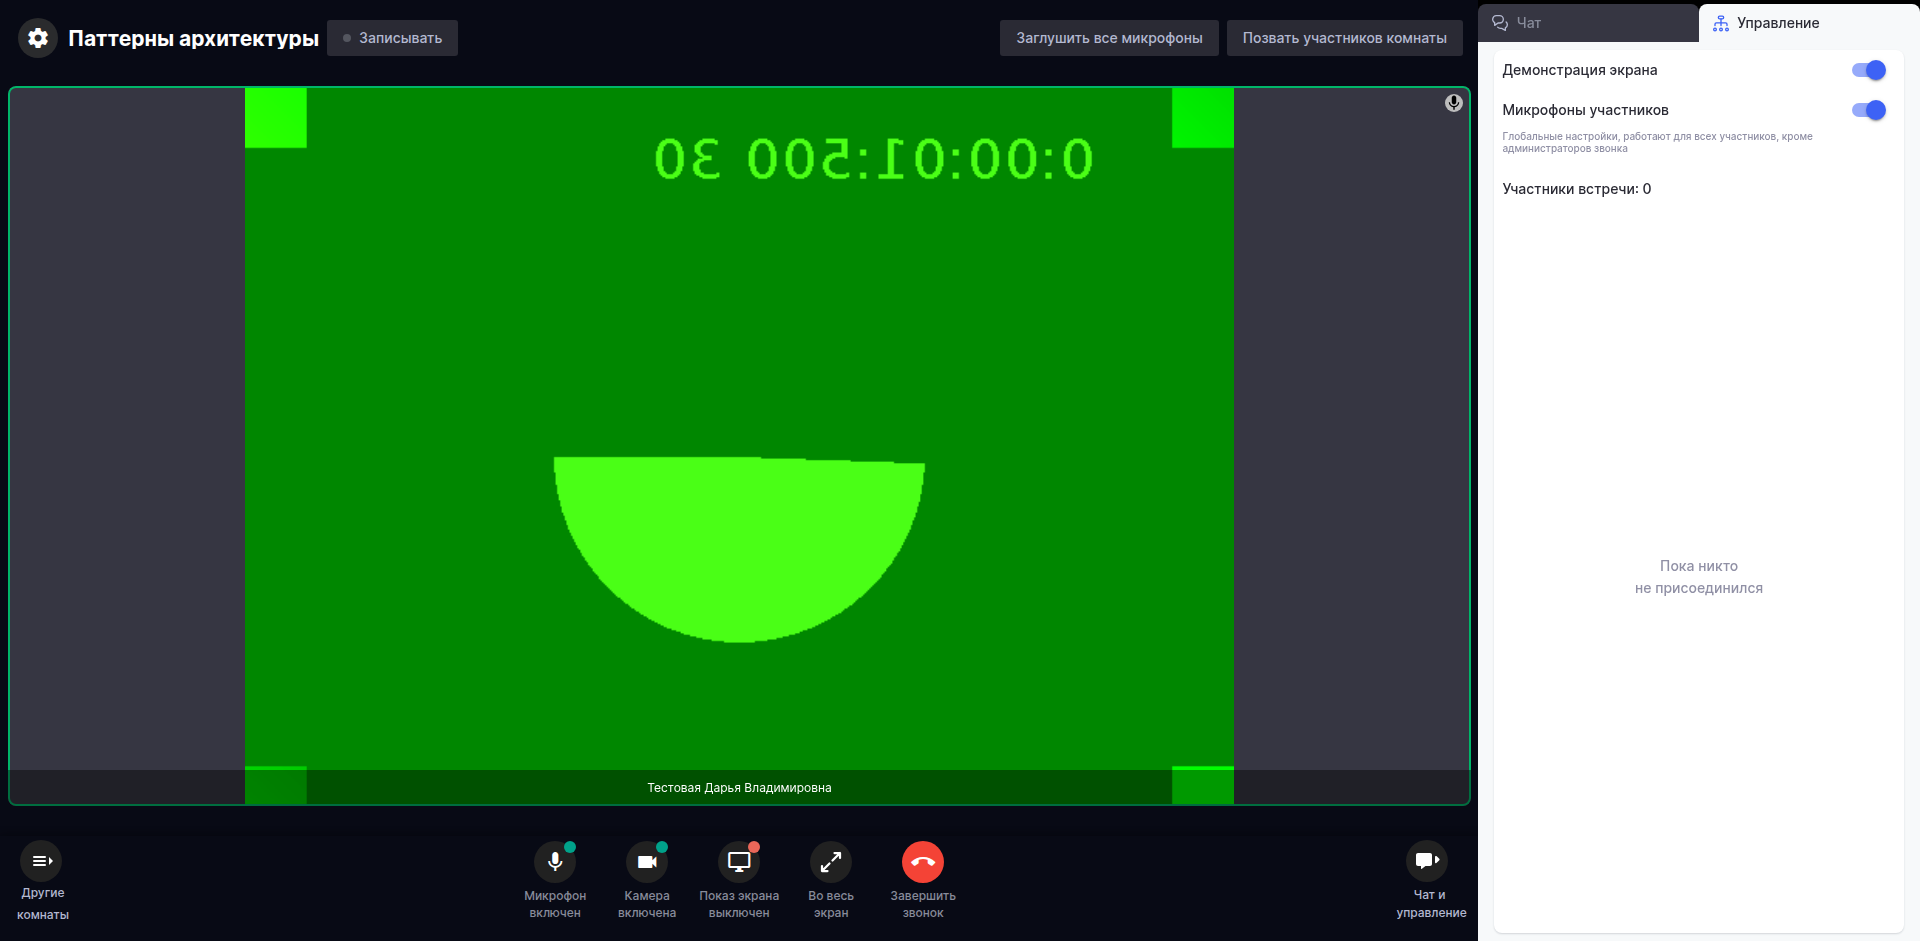 Паттерны архитектуры
Записывать
Заглушить все микрофоны
Позвать участников комнаты
Чат
Управление
0:00:01:500 30
Тестовая Дарья Владимировна
Демонстрация экрана
Микрофоны участников
Глобальные настройки, работают для всех участников, кроме
администраторов звонка
Участники встречи: 0
Пока никто
не присоединился
Другие
комнаты
Микрофон
включен
Камера
включена
Показ экрана
выключен
Во весь
экран
Завершить
звонок
Чат и
управление